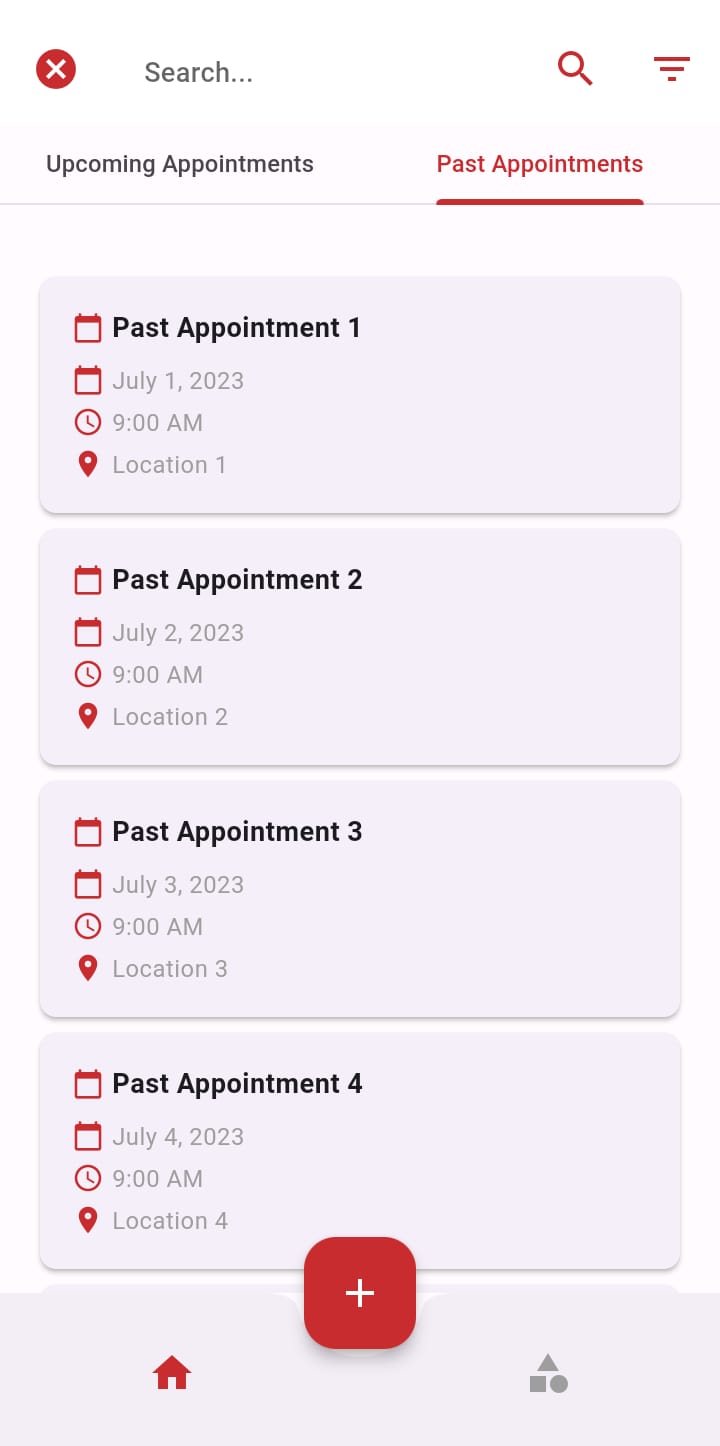 Search...
Upcoming Appointments
Past Appointments
Past Appointment 1
July 1, 2023
9:00 AM
Location 1
Past Appointment 2
July 2, 2023
9:00 AM
Location 2
Past Appointment 3
July 3, 2023
9:00 AM
Location 3
Past Appointment 4
July 4, 2023
9:00 AM
Location 4